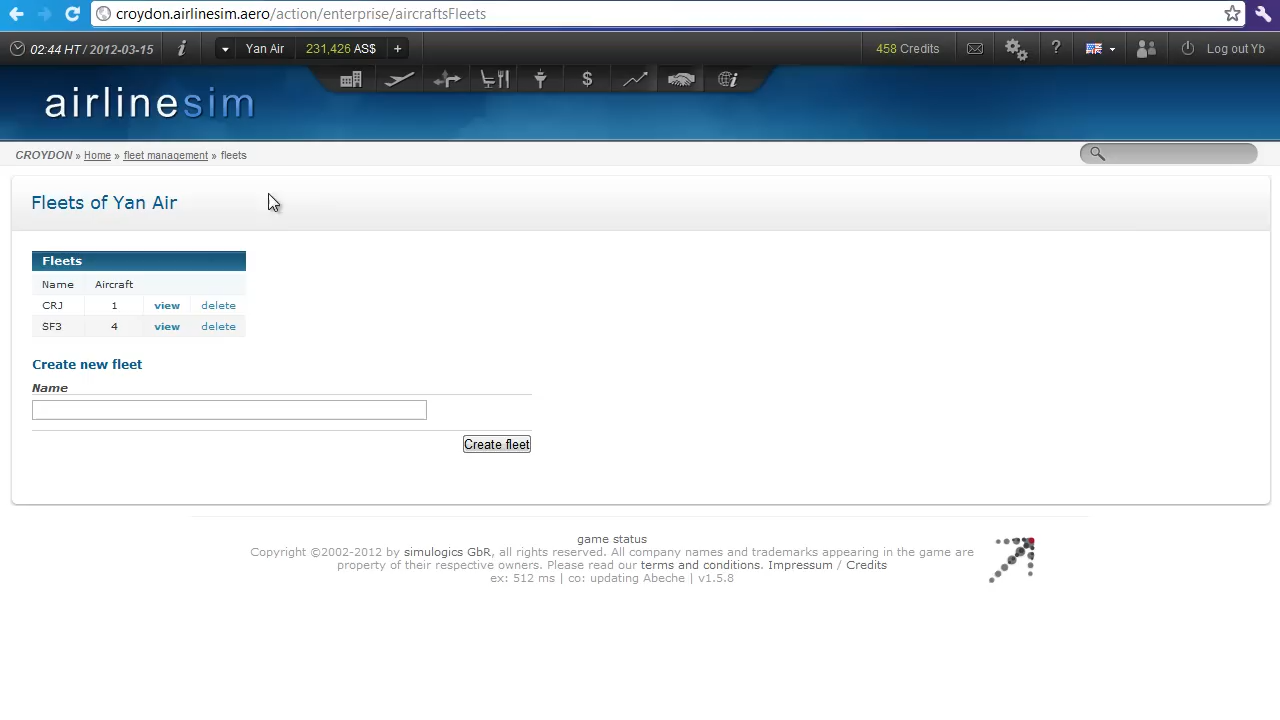 croydon.airlinesim.aero/action/enterprise/aircraftsFleets
02:44 HT / 2012-03-15 i Yan Air 231,426 AS$ + 458 Credits ? Log out Yb
$ i
airlinesim
CROYDON » Home » fleet management » fleets
Fleets of Yan Air
Fleets
Name Aircraft
CRJ 1 view delete
SF3 4 view delete
Create new fleet
Name
Create fleet
game status
Copyright ©2002-2012 by simulogics GbR, all rights reserved. All company names and trademarks appearing in the game are
property of their respective owners. Please read our terms and conditions. Impressum / Credits
ex: 512 ms | co: updating Abeche | v1.5.8